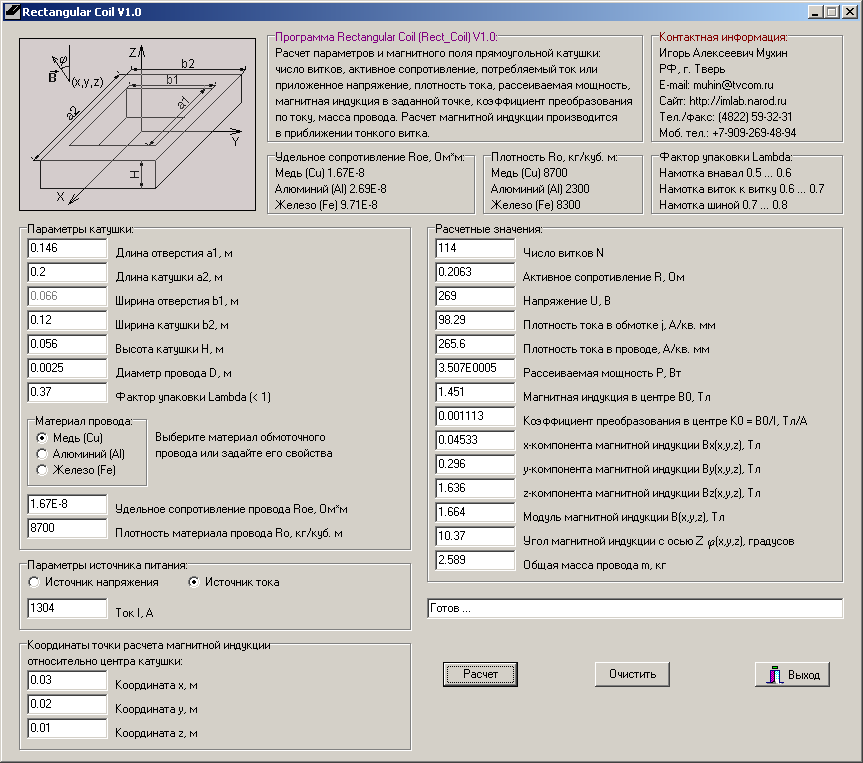 Rectangular Coil V1.0
Z
b2
b1
φ
B
(x,y,z)
a2
a1
Y
H
X
Программа Rectangular Coil (Rect_Coil) V1.0:
Расчет параметров и магнитного поля прямоугольной катушки:
число витков, активное сопротивление, потребляемый ток или
приложенное напряжение, плотность тока, рассеиваемая мощность,
магнитная индукция в заданной точке, коэффициент преобразования
по току, масса провода. Расчет магнитной индукции производится
в приближении тонкого витка.
Контактная информация:
Игорь Алексеевич Мухин
РФ, г. Тверь
E-mail: muhin@tvcom.ru
Сайт: http://imlab.narod.ru
Тел./факс: (4822) 59-32-31
Моб. тел.: +7-909-269-48-94
Удельное сопротивление Roe, Ом*м:
Медь (Cu) 1.67E-8
Алюминий (Al) 2.69E-8
Железо (Fe) 9.71E-8
Плотность Ro, кг/куб. м:
Медь (Cu) 8700
Алюминий (Al) 2300
Железо (Fe) 8300
Фактор упаковки Lambda:
Намотка внавал 0.5 ... 0.6
Намотка виток к витку 0.6 ... 0.7
Намотка шиной 0.7 ... 0.8
Параметры катушки:
0.146 Длина отверстия a1, м
0.2 Длина катушки a2, м
0.066 Ширина отверстия b1, м
0.12 Ширина катушки b2, м
0.056 Высота катушки H, м
0.0025 Диаметр провода D, м
0.37 Фактор упаковки Lambda (< 1)
Материал провода:
Медь (Cu)
Алюминий (Al)
Железо (Fe)
Выберите материал обмоточного
провода или задайте его свойства
1.67E-8 Удельное сопротивление провода Roe, Ом*м
8700 Плотность материала провода Ro, кг/куб. м
Параметры источника питания:
Источник напряжения Источник тока
1304 Ток I, А
Координаты точки расчета магнитной индукции
относительно центра катушки:
0.03 Координата x, м
0.02 Координата y, м
0.01 Координата z, м
Расчетные значения:
114 Число витков N
0.2063 Активное сопротивление R, Ом
269 Напряжение U, В
98.29 Плотность тока в обмотке j, А/кв. мм
265.6 Плотность тока в проводе, А/кв. мм
3.507E0005 Рассеиваемая мощность P, Вт
1.451 Магнитная индукция в центре B0, Тл
0.001113 Коэффициент преобразования в центре K0 = B0/I, Тл/А
0.04533 x-компонента магнитной индукции Bx(x,y,z), Тл
0.296 y-компонента магнитной индукции By(x,y,z), Тл
1.636 z-компонента магнитной индукции Bz(x,y,z), Тл
1.664 Модуль магнитной индукции B(x,y,z), Тл
10.37 Угол магнитной индукции с осью Z φ(x,y,z), градусов
2.589 Общая масса провода m, кг
Готов ...
Расчет Очистить Выход